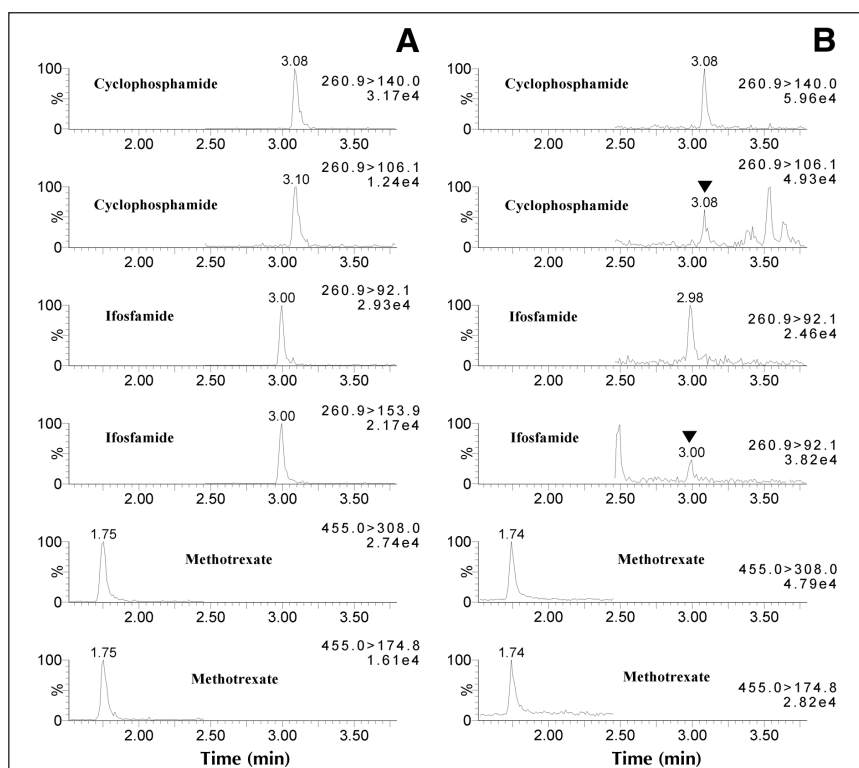 A
3.08
100
Cyclophosphamide
260.9>140.0
3.17e4
%
0
2.00 2.50 3.00 3.50
3.10
100
Cyclophosphamide
260.9>106.1
1.24e4
%
0
2.00 2.50 3.00 3.50
3.00
100
Ifosfamide
260.9>92.1
2.93e4
%
0
2.00 2.50 3.00 3.50
3.00
100
Ifosfamide
260.9>153.9
2.17e4
%
0
2.00 2.50 3.00 3.50
1.75
100
Methotrexate
455.0>308.0
2.74e4
%
0
2.00 2.50 3.00 3.50
1.75
100
Methotrexate
455.0>174.8
1.61e4
%
0
2.00 2.50 3.00 3.50
Time (min)
B
3.08
100
Cyclophosphamide
260.9>140.0
5.96e4
%
0
2.00 2.50 3.00 3.50
3.08
100
Cyclophosphamide
260.9>106.1
4.93e4
%
0
2.00 2.50 3.00 3.50
2.98
100
Ifosfamide
260.9>92.1
2.46e4
%
0
2.00 2.50 3.00 3.50
3.00
100
Ifosfamide
260.9>92.1
3.82e4
%
0
2.00 2.50 3.00 3.50
1.74
100
Methotrexate
455.0>308.0
4.79e4
%
0
2.00 2.50 3.00 3.50
1.74
100
Methotrexate
455.0>174.8
2.82e4
%
0
2.00 2.50 3.00 3.50
Time (min)